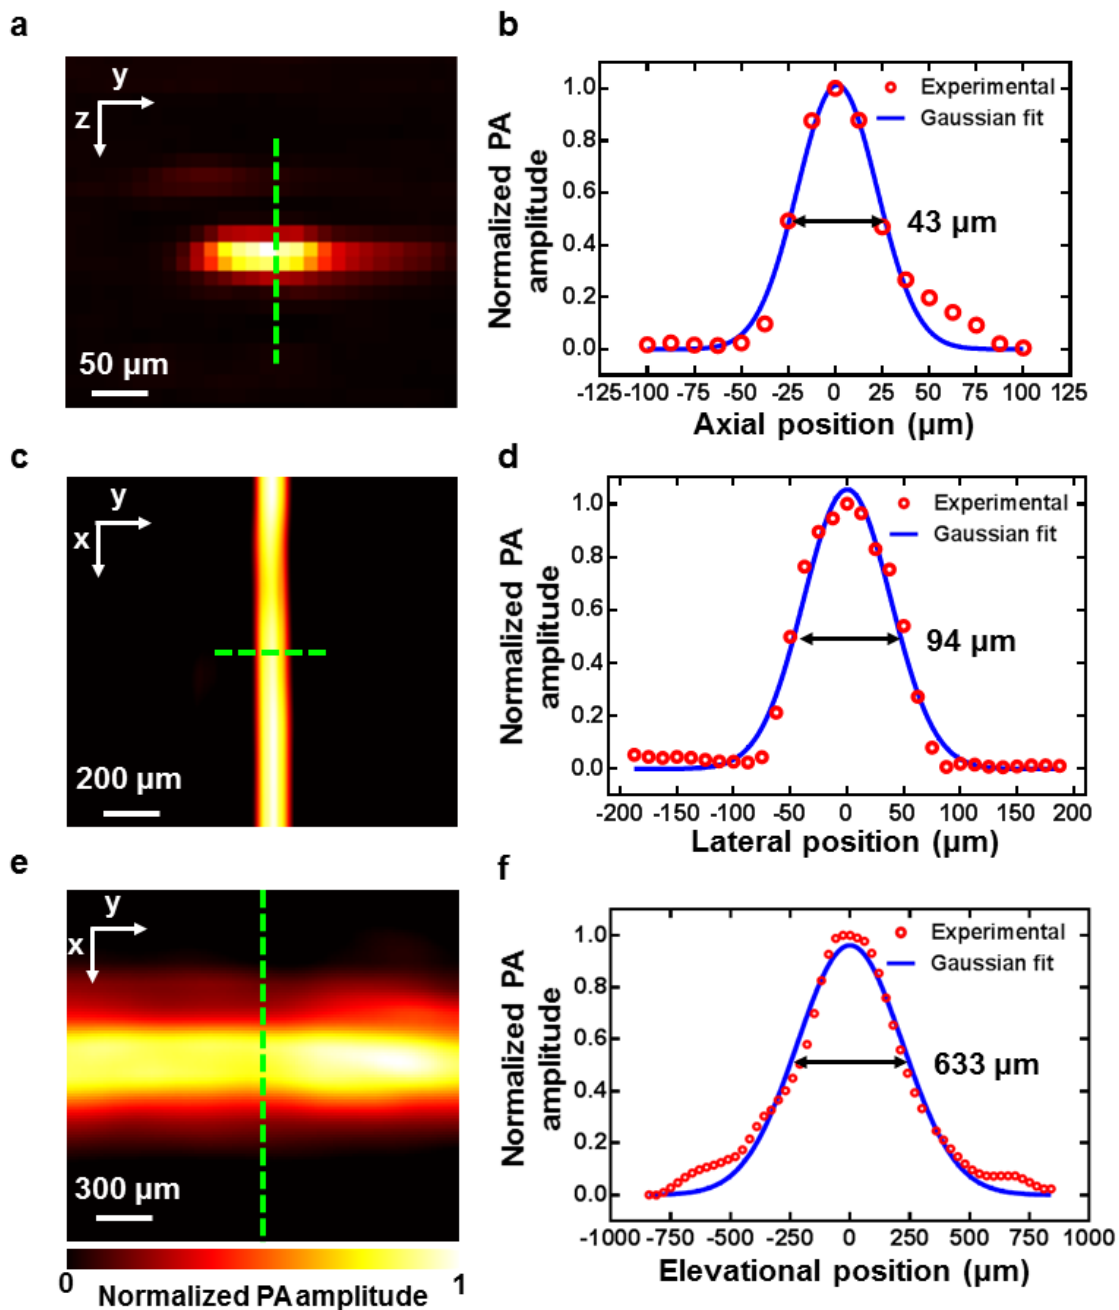 a
y
z
50 µm
b
Normalized PA
amplitude
1.0
0.8
0.6
0.4
0.2
0.0
Experimental
Gaussian fit
43 µm
-125 -100 -75 -50 -25 0 25 50 75 100 125
Axial position (µm)
c
y
x
200 µm
d
Normalized PA
amplitude
1.0
0.8
0.6
0.4
0.2
0.0
Experimental
Gaussian fit
94 µm
-200 -150 -100 -50 0 50 100 150 200
Lateral position (µm)
e
y
x
300 µm
0 1
Normalized PA amplitude
f
Normalized PA
amplitude
1.0
0.8
0.6
0.4
0.2
0.0
Experimental
Gaussian fit
633 µm
-1000 -750 -500 -250 0 250 500 750 1000
Elevational position (µm)